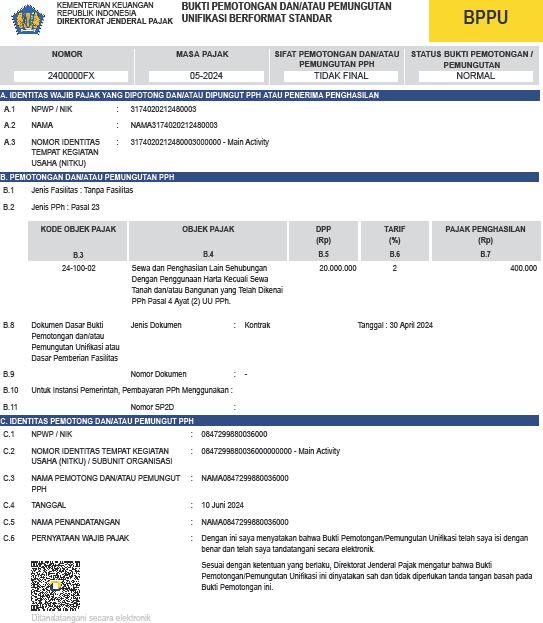 KEMENTERIAN KEUANGAN
REPUBLIK INDONESIA
DIREKTORAT JENDERAL PAJAK
BUKTI PEMOTONGAN DAN/ATAU PEMUNGUTAN
UNIFIKASI BERFORMAT STANDAR
BPPU
NOMOR
MASA PAJAK
SIFAT PEMOTONGAN DAN/ATAU
PEMUNGUTAN PPH
STATUS BUKTI PEMOTONGAN /
PEMUNGUTAN
2400000FX
05-2024
TIDAK FINAL
NORMAL
A. IDENTITAS WAJIB PAJAK YANG DIPOTONG DAN/ATAU DIPUNGUT PPH ATAU PENERIMA PENGHASILAN
A.1 NPWP / NIK : 3174020212480003
A.2 NAMA : NAMA3174020212480003
A.3 NOMOR IDENTITAS : 3174020212480003000000 - Main Activity
TEMPAT KEGIATAN
USAHA (NITKU)
B. PEMOTONGAN DAN/ATAU PEMUNGUTAN PPH
B.1 Jenis Fasilitas : Tanpa Fasilitas
B.2 Jenis PPh : Pasal 23
KODE OBJEK PAJAK
OBJEK PAJAK
DPP
(Rp)
TARIF
(%)
PAJAK PENGHASILAN
(Rp)
B.3 B.4 B.5 B.6 B.7
24-100-02 Sewa dan Penghasilan Lain Sehubungan 20.000.000 2 400.000
Dengan Penggunaan Harta Kecuali Sewa
Tanah dan/atau Bangunan yang Telah Dikenai
PPh Pasal 4 Ayat (2) UU PPh.
B.8 Dokumen Dasar Bukti Jenis Dokumen : Kontrak Tanggal : 30 April 2024
Pemotongan dan/atau
Pemungutan Unifikasi atau
Dasar Pemberian Fasilitas
B.9 Nomor Dokumen : -
B.10 Untuk Instansi Pemerintah, Pembayaran PPh Menggunakan :
B.11 Nomor SP2D :
C. IDENTITAS PEMOTONG DAN/ATAU PEMUNGUT PPH
C.1 NPWP / NIK : 0847299880036000
C.2 NOMOR IDENTITAS TEMPAT KEGIATAN : 0847299880036000000000 - Main Activity
USAHA (NITKU) / SUBUNIT ORGANISASI
C.3 NAMA PEMOTONG DAN/ATAU PEMUNGUT : NAMA0847299880036000
PPH
C.4 TANGGAL : 10 Juni 2024
C.5 NAMA PENANDATANGAN : NAMA0847299880036000
C.6 PERNYATAAN WAJIB PAJAK : Dengan ini saya menyatakan bahwa Bukti Pemotongan/Pemungutan Unifikasi telah saya isi dengan
benar dan telah saya tandatangani secara elektronik.
Sesuai dengan ketentuan yang berlaku, Direktorat Jenderal Pajak mengatur bahwa Bukti
Pemotongan/Pemungutan Unifikasi ini dinyatakan sah dan tidak diperlukan tanda tangan basah pada
Bukti Pemotongan ini.
Ditandatangani secara elektronik